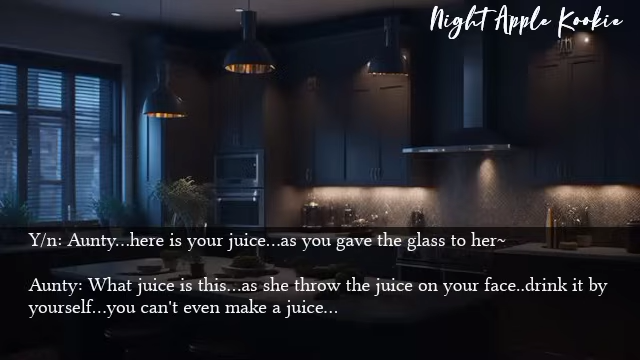 Night Apple Kookie
Y/n: Aunty...here is your juice...as you gave the glass to her~
Aunty: What juice is this...as she throw the juice on your face..drink it by
yourself...you can't even make a juice...